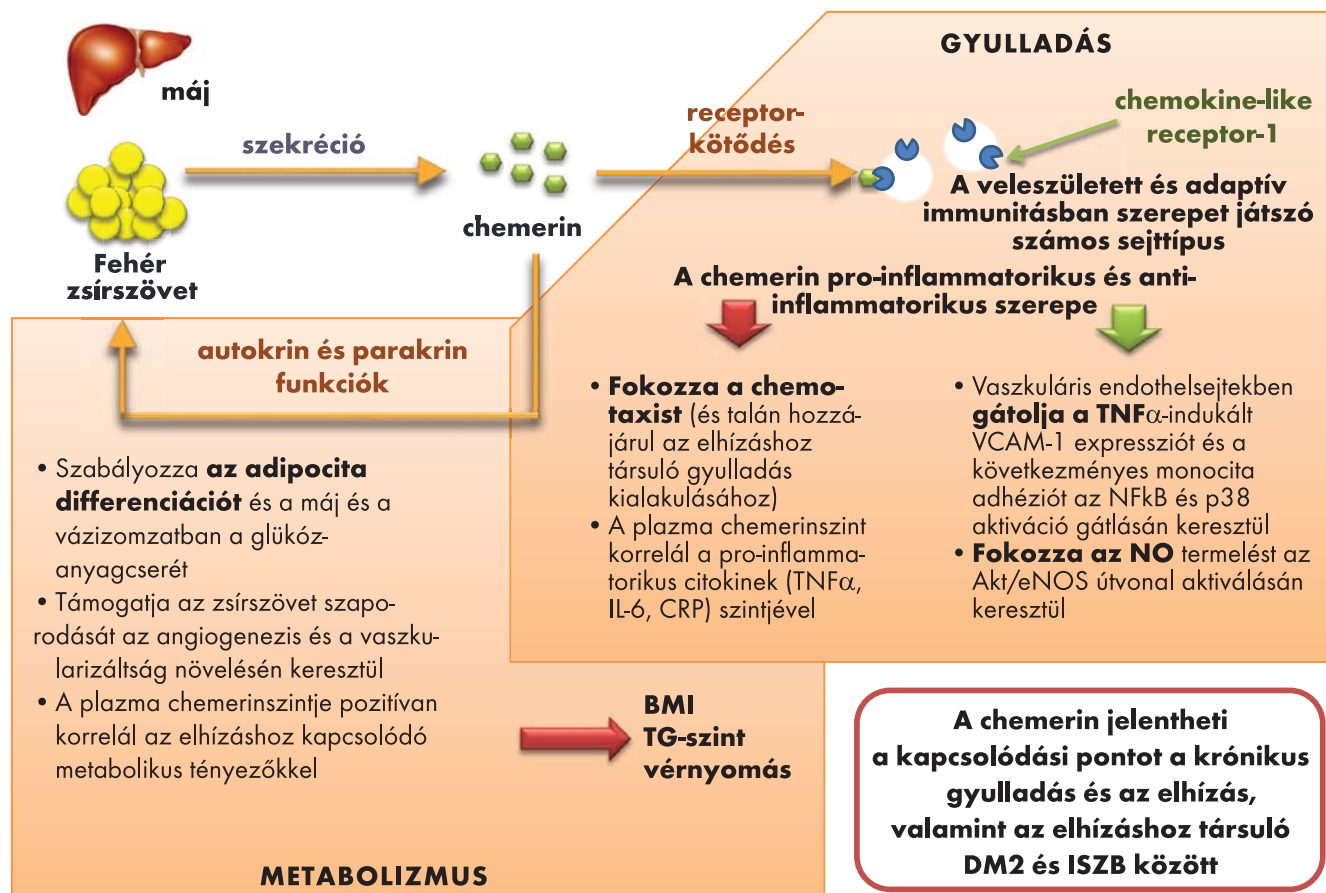 máj
Fehér
zsírszövet
szekréció
chemerin
receptor-
kötődés
GYULLADÁS
chemokine-like
receptor-1
A veleszületett és adaptív
immunitásban szerepet játszó
számos sejttípus
A chemerin pro-inflammatorikus és anti-
inflammatorikus szerepe
• Fokozza a chemo-
taxist (és talán hozzá-
járul az elhízáshoz
társuló gyulladás
kialakulásához)
• A plazma chemerinszint
korrelál a pro-inflamma-
torikus citokinek (TNFα,
IL-6, CRP) szintjével
• Vaszkuláris endothelsejtekben
gátolja a TNFα-indukált
VCAM-1 expressziót és a
következményes monocita
adhéziót az NFkB és p38
aktiváció gátlásán keresztül
• Fokozza az NO termelést az
Akt/eNOS útvonal aktiválásán
keresztül
autokrin és parakrin
funkciók
• Szabályozza az adipocita
differenciációt és a máj és a
vázizomzatban a glükóz-
anyagcserét
• Támogatja az zsírszövet szapo-
rodását az angiogenezis és a vaszku-
larizáltság növelésén keresztül
• A plazma chemerinszintje pozitívan
korrelál az elhízáshoz kapcsolódó
metabolikus tényezőkkel
BMI
TG-szint
vérnyomás
METABOLIZMUS
A chemerin jelentheti
a kapcsolódási pontot a krónikus
gyulladás és az elhízás,
valamint az elhízáshoz társuló
DM2 és ISZB között